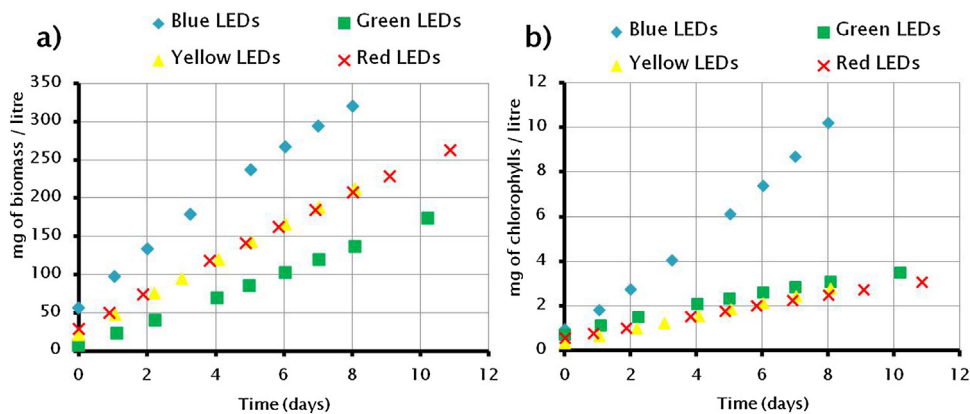 a)
Blue LEDs
Green LEDs
Yellow LEDs
Red LEDs
mg of biomass / litre
350
300
250
200
150
100
50
0
0 2 4 6 8 10 12
Time (days)
b)
Blue LEDs
Green LEDs
Yellow LEDs
Red LEDs
mg of chlorophylls / litre
12
10
8
6
4
2
0
0 2 4 6 8 10 12
Time (days)